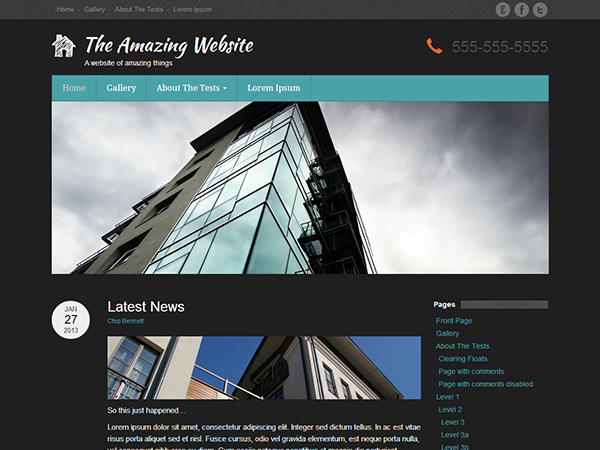 Home - Gallery - About The Tests - Lorem Ipsum
The Amazing Website
A website of amazing things
555-555-5555
Home Gallery About The Tests Lorem Ipsum
JAN
27
2013
Latest News
Chip Bennett
So this just happened...
Lorem ipsum dolor sit amet, consectetur adipiscing elit. Integer sed dictum tellus. In ac est vitae
risus porta aliquet sed et nisl. Fusce cursus, odio vel gravida elementum, est neque porta nulla,
Pages
Front Page
Gallery
About The Tests
Clearing Floats
Page with comments
Page with comments disabled
Level 1
Level 2
Level 3
Level 3a
Level 3b